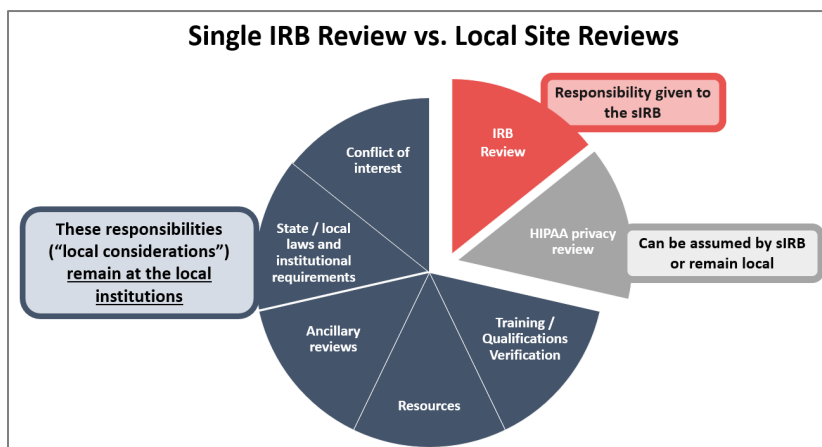 Single IRB Review vs. Local Site Reviews
Responsibility given to
the sIRB
IRB
Review
Conflict of
interest
These responsibilities
(“local considerations”)
remain at the local
institutions
State / local
laws and
institutional
requirements
HIPAA privacy
review
Can be assumed by sIRB
or remain local
Ancillary
reviews
Training /
Qualifications
Verification
Resources